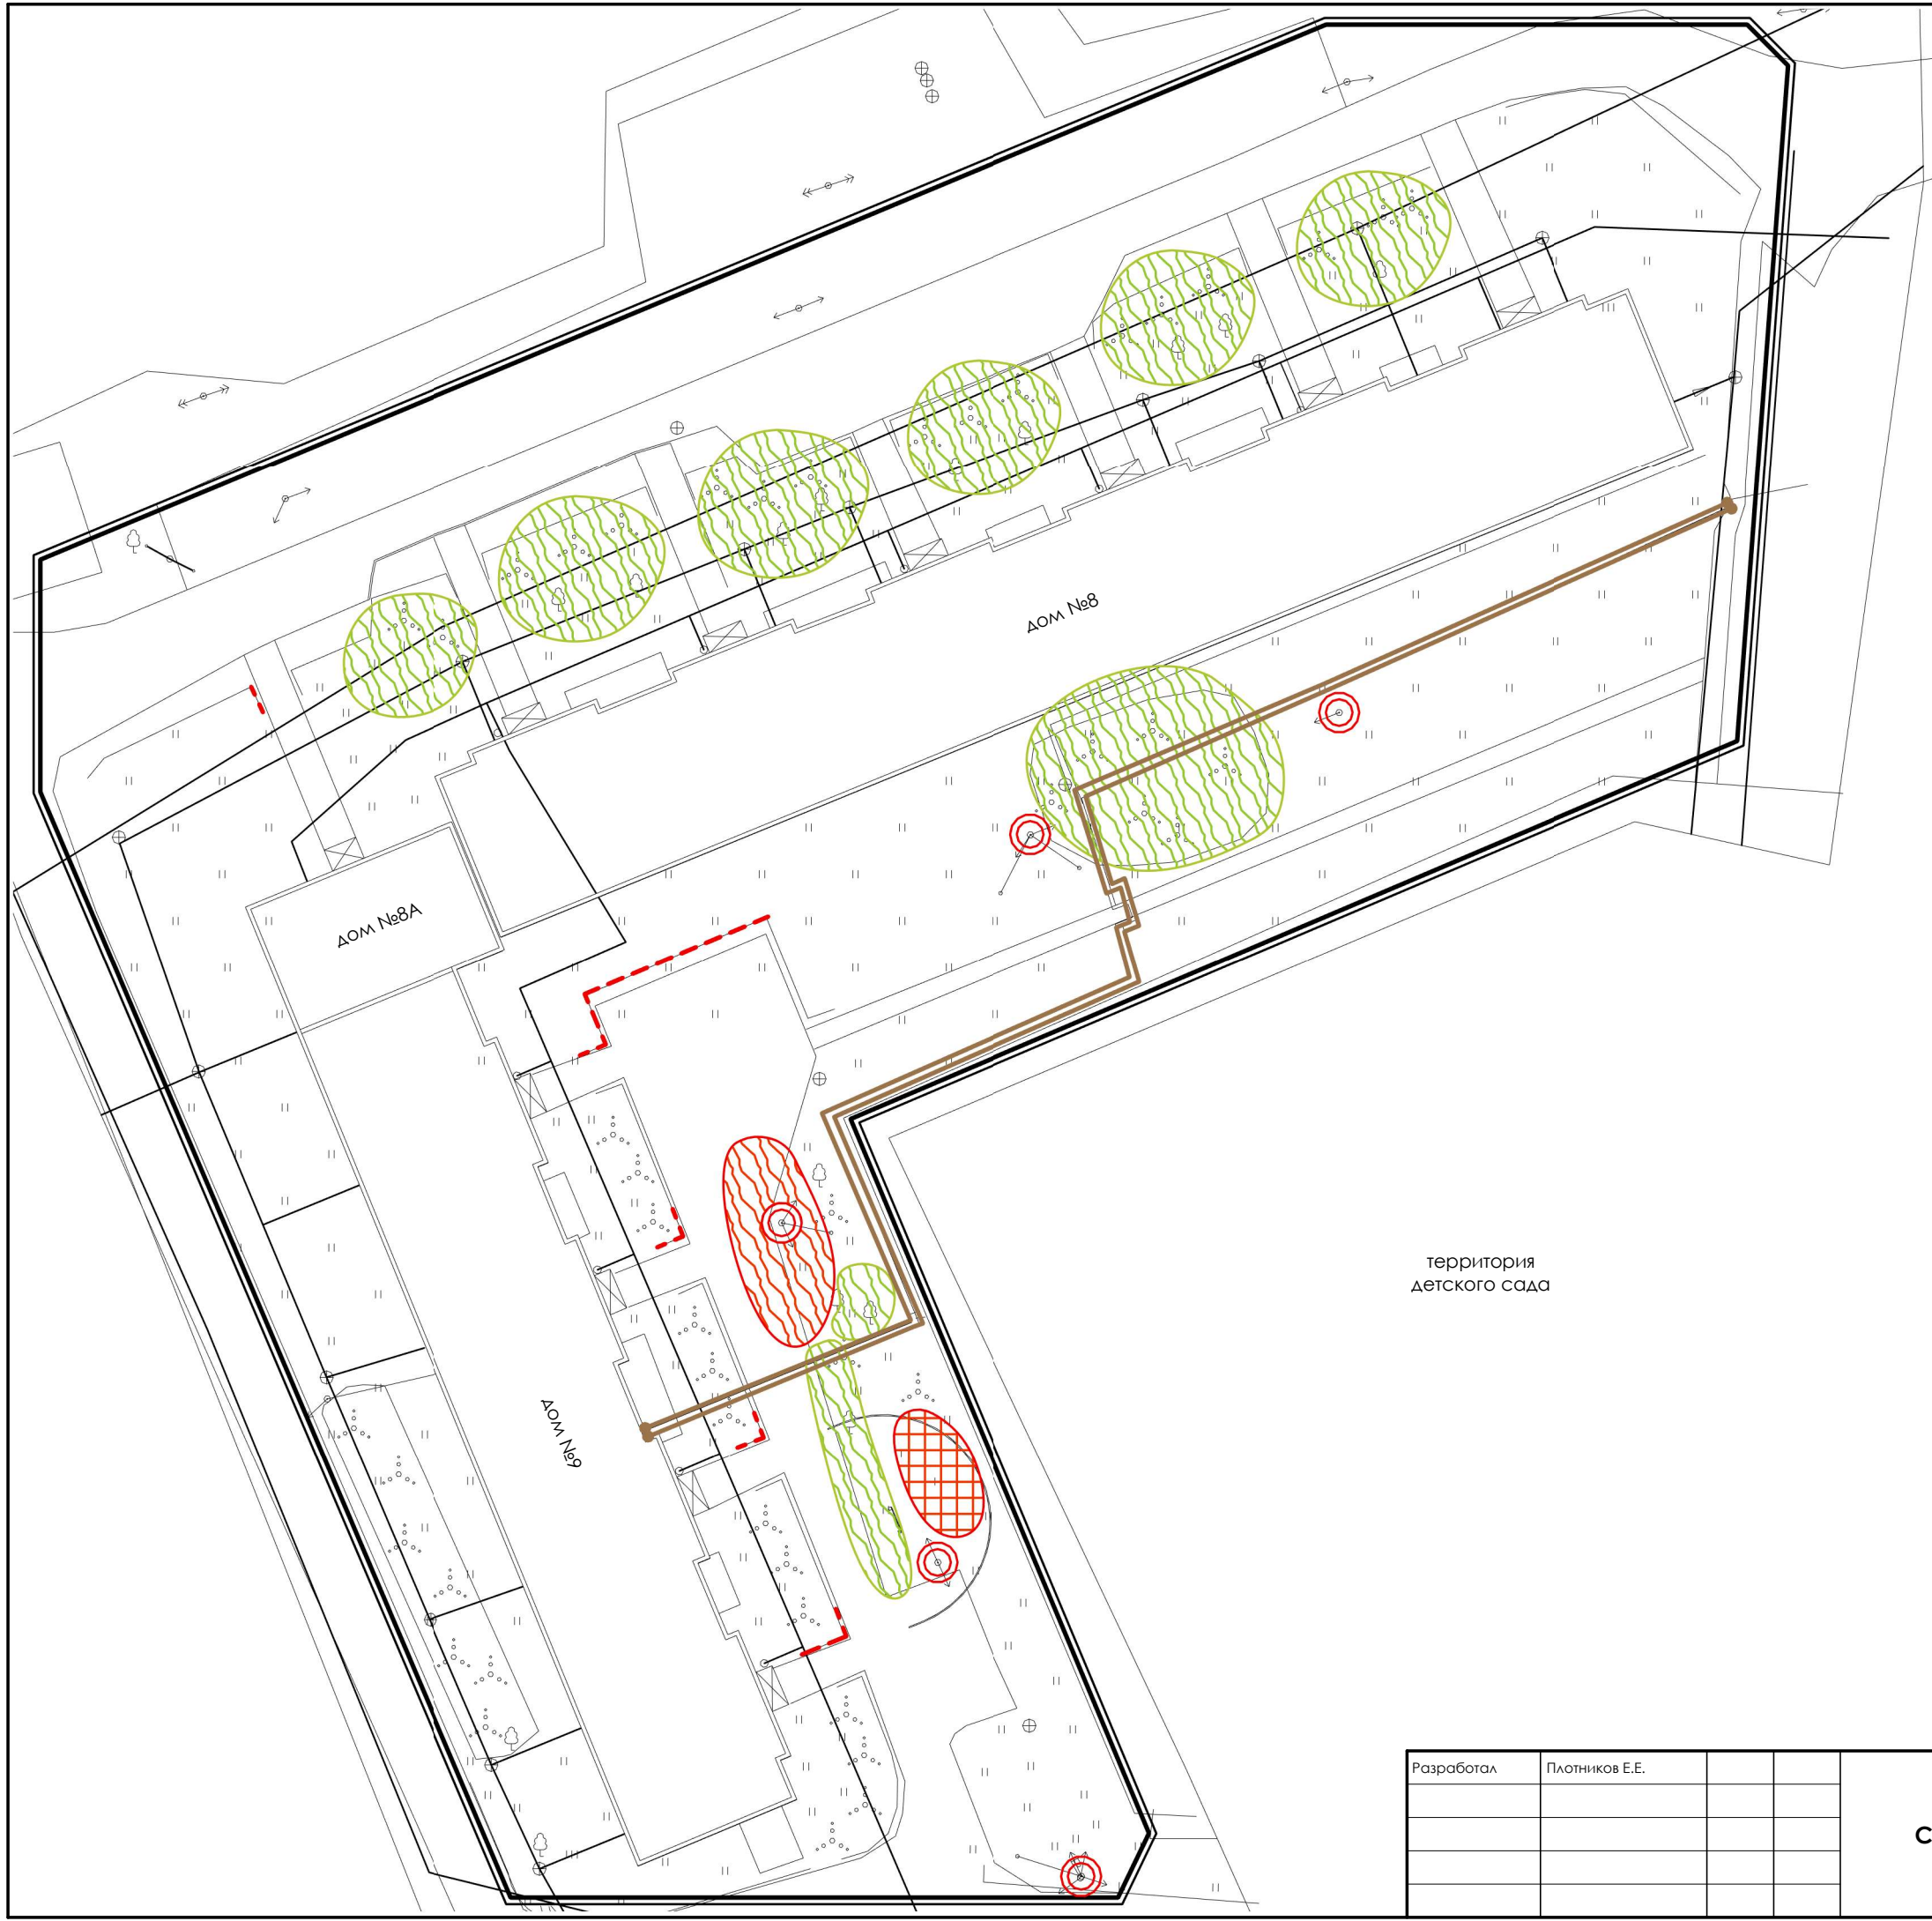 дом №8
дом №8А
территория
детского сада
дом №9
Разработал Плотников Е.Е.
С